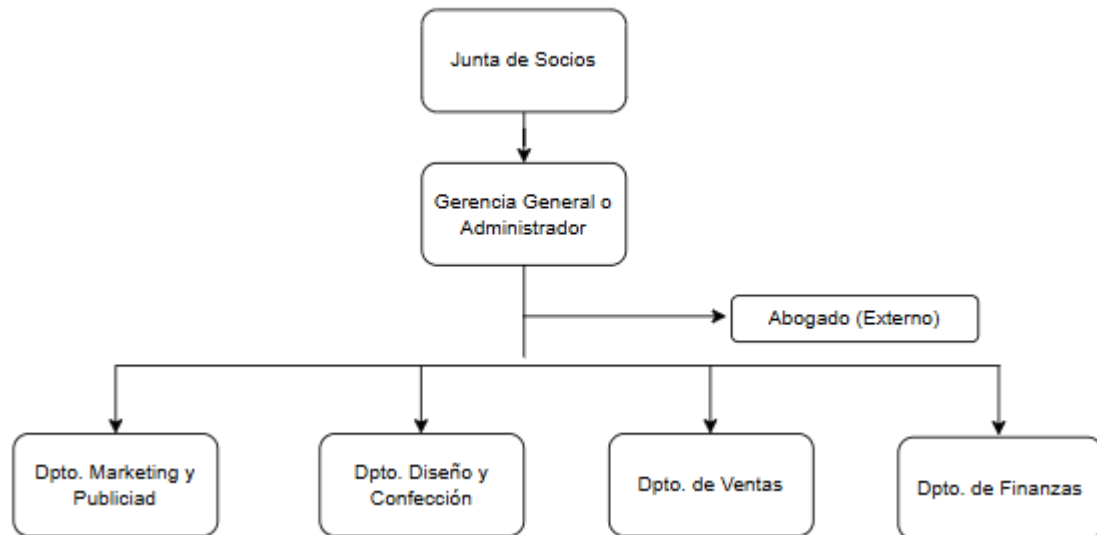 Junta de Socios
Gerencia General o
Administrador
Abogado (Externo)
Dpto. Marketing y
Publiciad
Dpto. Diseño y
Confección
Dpto. de Ventas
Dpto. de Finanzas